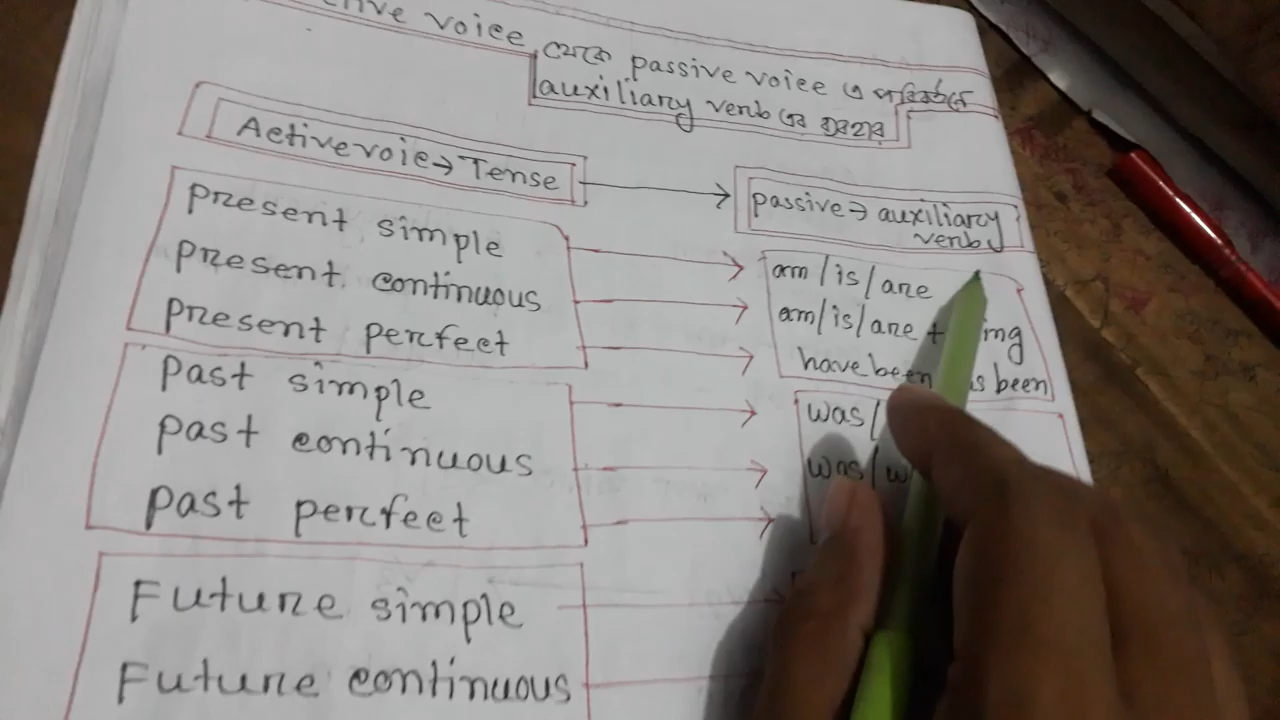 voice থেকে passive voice এ পরিবর্তনে
auxiliary verb এর ব্যবহার
Active voie→Tense
passive→ auxiliary
verb
present simple
am/is/are
present continuous
am/is/are +
present perfect
have been
past simple
was/
past continuous
past perfect
Future simple
Future continuous